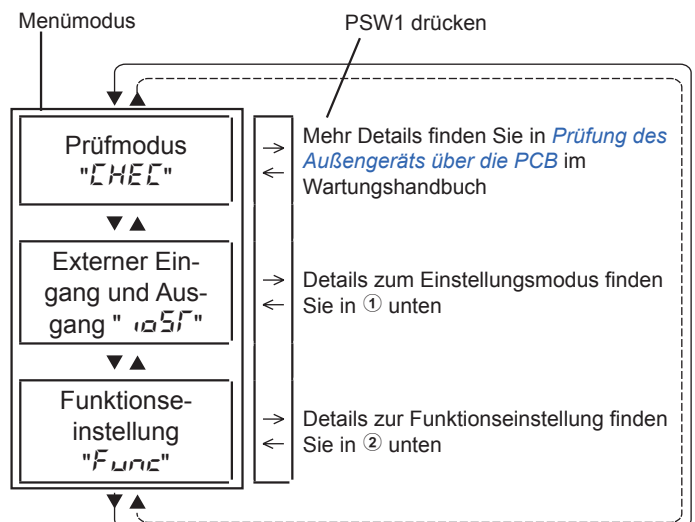 Menümodus
PSW1 drücken
Prüfmodus
"CHEC"
Mehr Details finden Sie in Prüfung des
Außengeräts über die PCB im
Wartungshandbuch
Externer Ein-
gang und Aus-
gang " ioST"
Details zum Einstellungsmodus finden
Sie in ① unten
Funktionse-
instellung
"Func"
Details zur Funktionseinstellung finden
Sie in ② unten